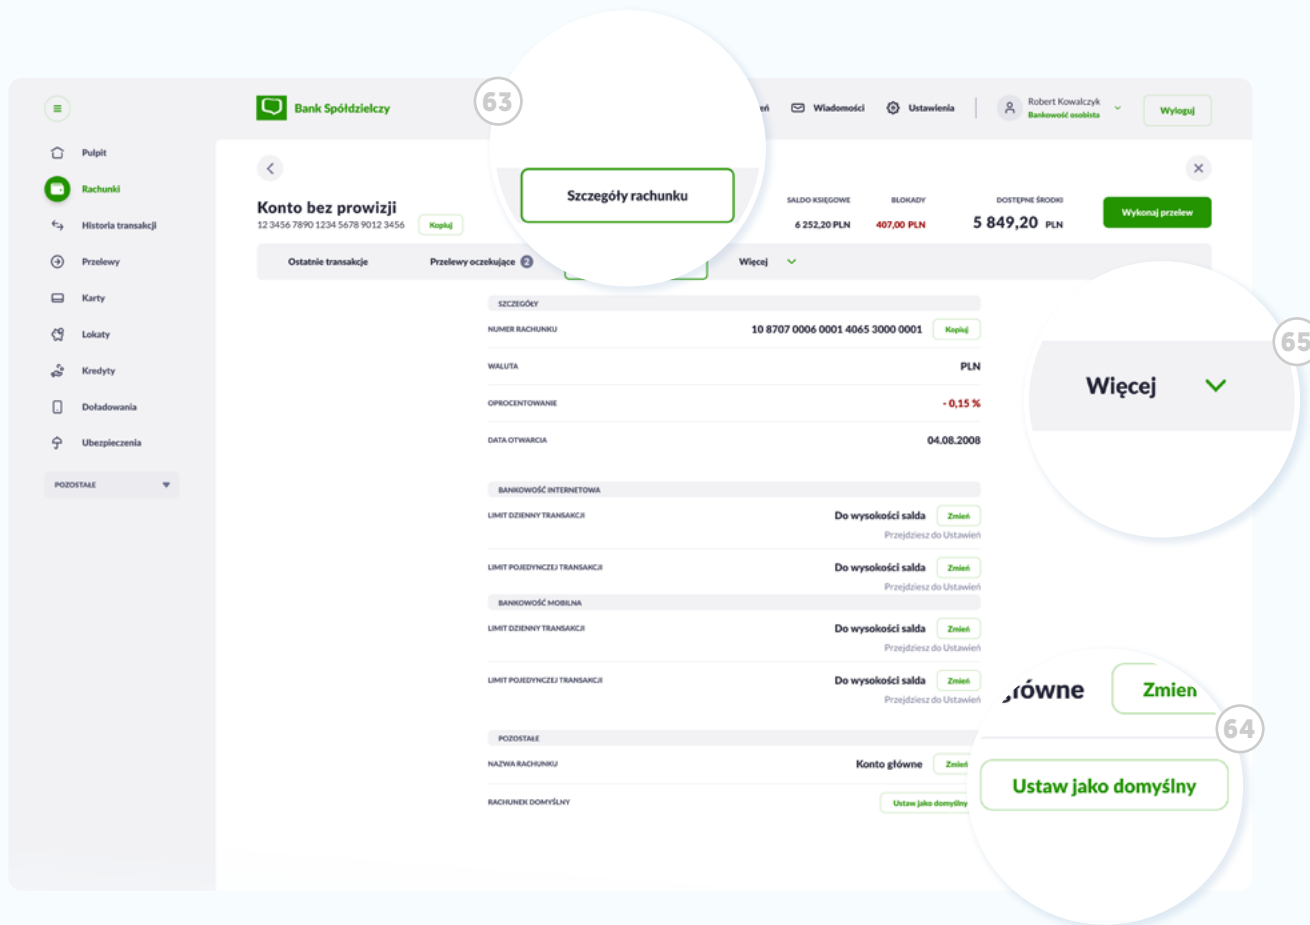 63
Bank Spółdzielczy
Wiadomości
Ustawienia
Robert Kowalczyk
Bankowość osobista
Wyloguj
Pulpit
Rachunki
Historia transakcji
Przelewy
Karty
Lokaty
Kredyty
Doładowania
Ubezpieczenia
POZOSTAŁE
Szczegóły rachunku
Konto bez prowizji
12 3456 7890 1234 5678 9012 3456
Kopiuj
SALDO KSIĘGOWE
6 252,20 PLN
BLOKADY
407,00 PLN
DOSTĘPNE ŚRODKI
5 849,20 PLN
Wykonaj przelew
Ostatnie transakcje
Przelewy oczekujące 2
Więcej
SZCZEGÓŁY
NUMER RACHUNKU 10 8707 0006 0001 4065 3000 0001 Kopiuj
WALUTA PLN
OPROCENTOWANIE - 0,15 %
DATA OTWARCIA 04.08.2008
65
Więcej
BANKOWOŚĆ INTERNETOWA
LIMIT DZIENNY TRANSAKCJI Do wysokości salda Zmień
Przejdziesz do Ustawień
LIMIT POJEDYNCZEJ TRANSAKCJI Do wysokości salda Zmień
Przejdziesz do Ustawień
BANKOWOŚĆ MOBILNA
LIMIT DZIENNY TRANSAKCJI Do wysokości salda Zmień
Przejdziesz do Ustawień
LIMIT POJEDYNCZEJ TRANSAKCJI Do wysokości salda Zmień
Przejdziesz do Ustawień
POZOSTAŁE
NAZWA RACHUNKU Konto główne Zmień
RACHUNEK DOMYŚLNY Ustaw jako domyślny
64
Zmien
Ustaw jako domyślny